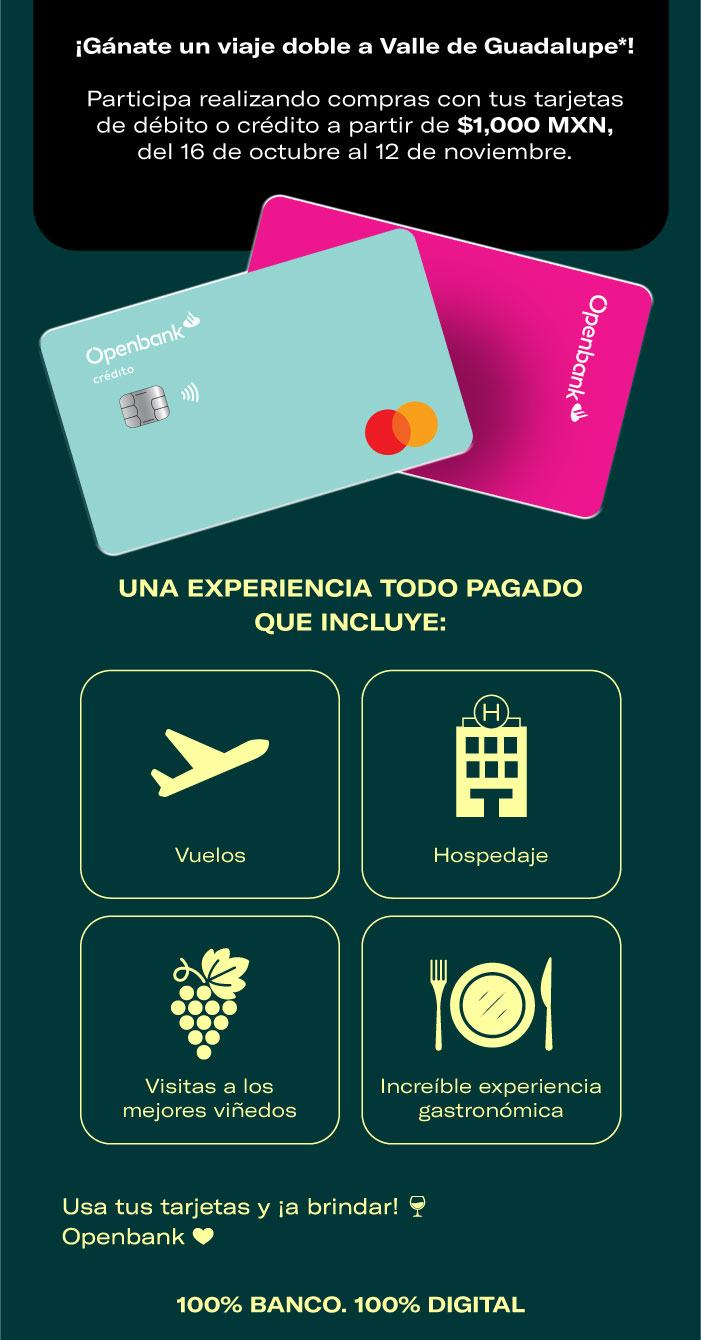 ¡Gánate un viaje doble a Valle de Guadalupe*!
Participa realizando compras con tus tarjetas
de débito o crédito a partir de $1,000 MXN,
del 16 de octubre al 12 de noviembre.
Openbank
crédito
Openbank
UNA EXPERIENCIA TODO PAGADO
QUE INCLUYE:
H
Vuelos
Hospedaje
Visitas a los
mejores viñedos
Increíble experiencia
gastronómica
Usa tus tarjetas y ¡a brindar! 🍷
Openbank 💛
100% BANCO. 100% DIGITAL